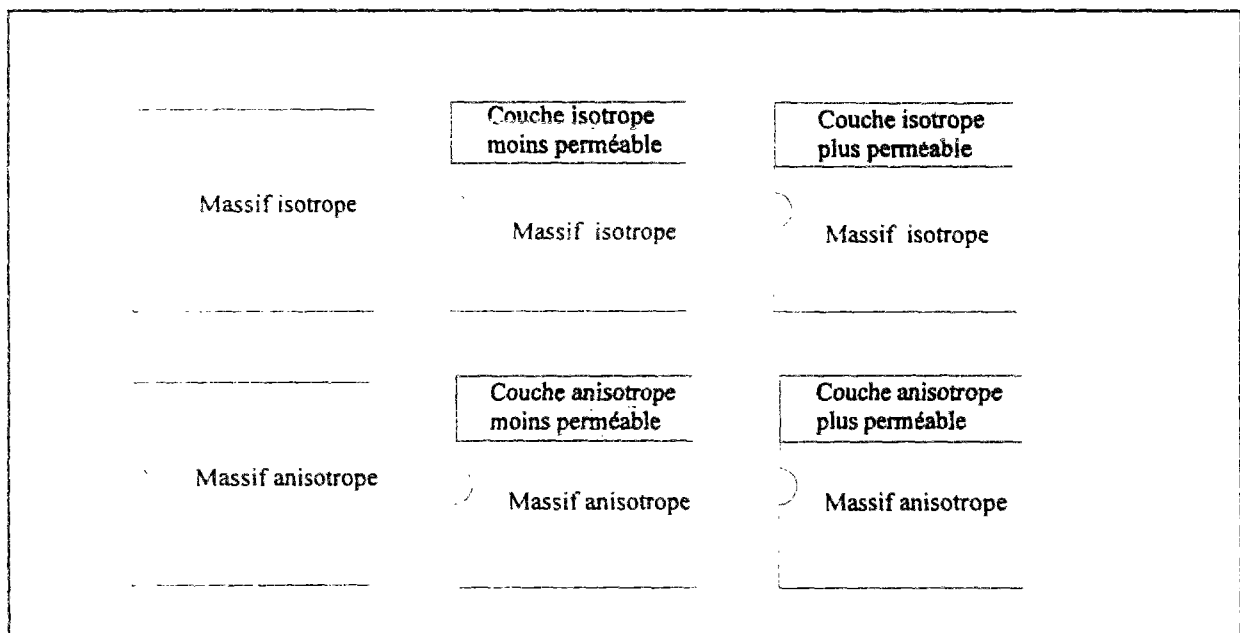 Couche isotrope
moins perméable
Couche isotrope
plus perméable
Massif isotrope
Massif isotrope
Massif isotrope
Couche anisotrope
moins perméable
Couche anisotrope
plus perméable
Massif anisotrope
Massif anisotrope
Massif anisotrope